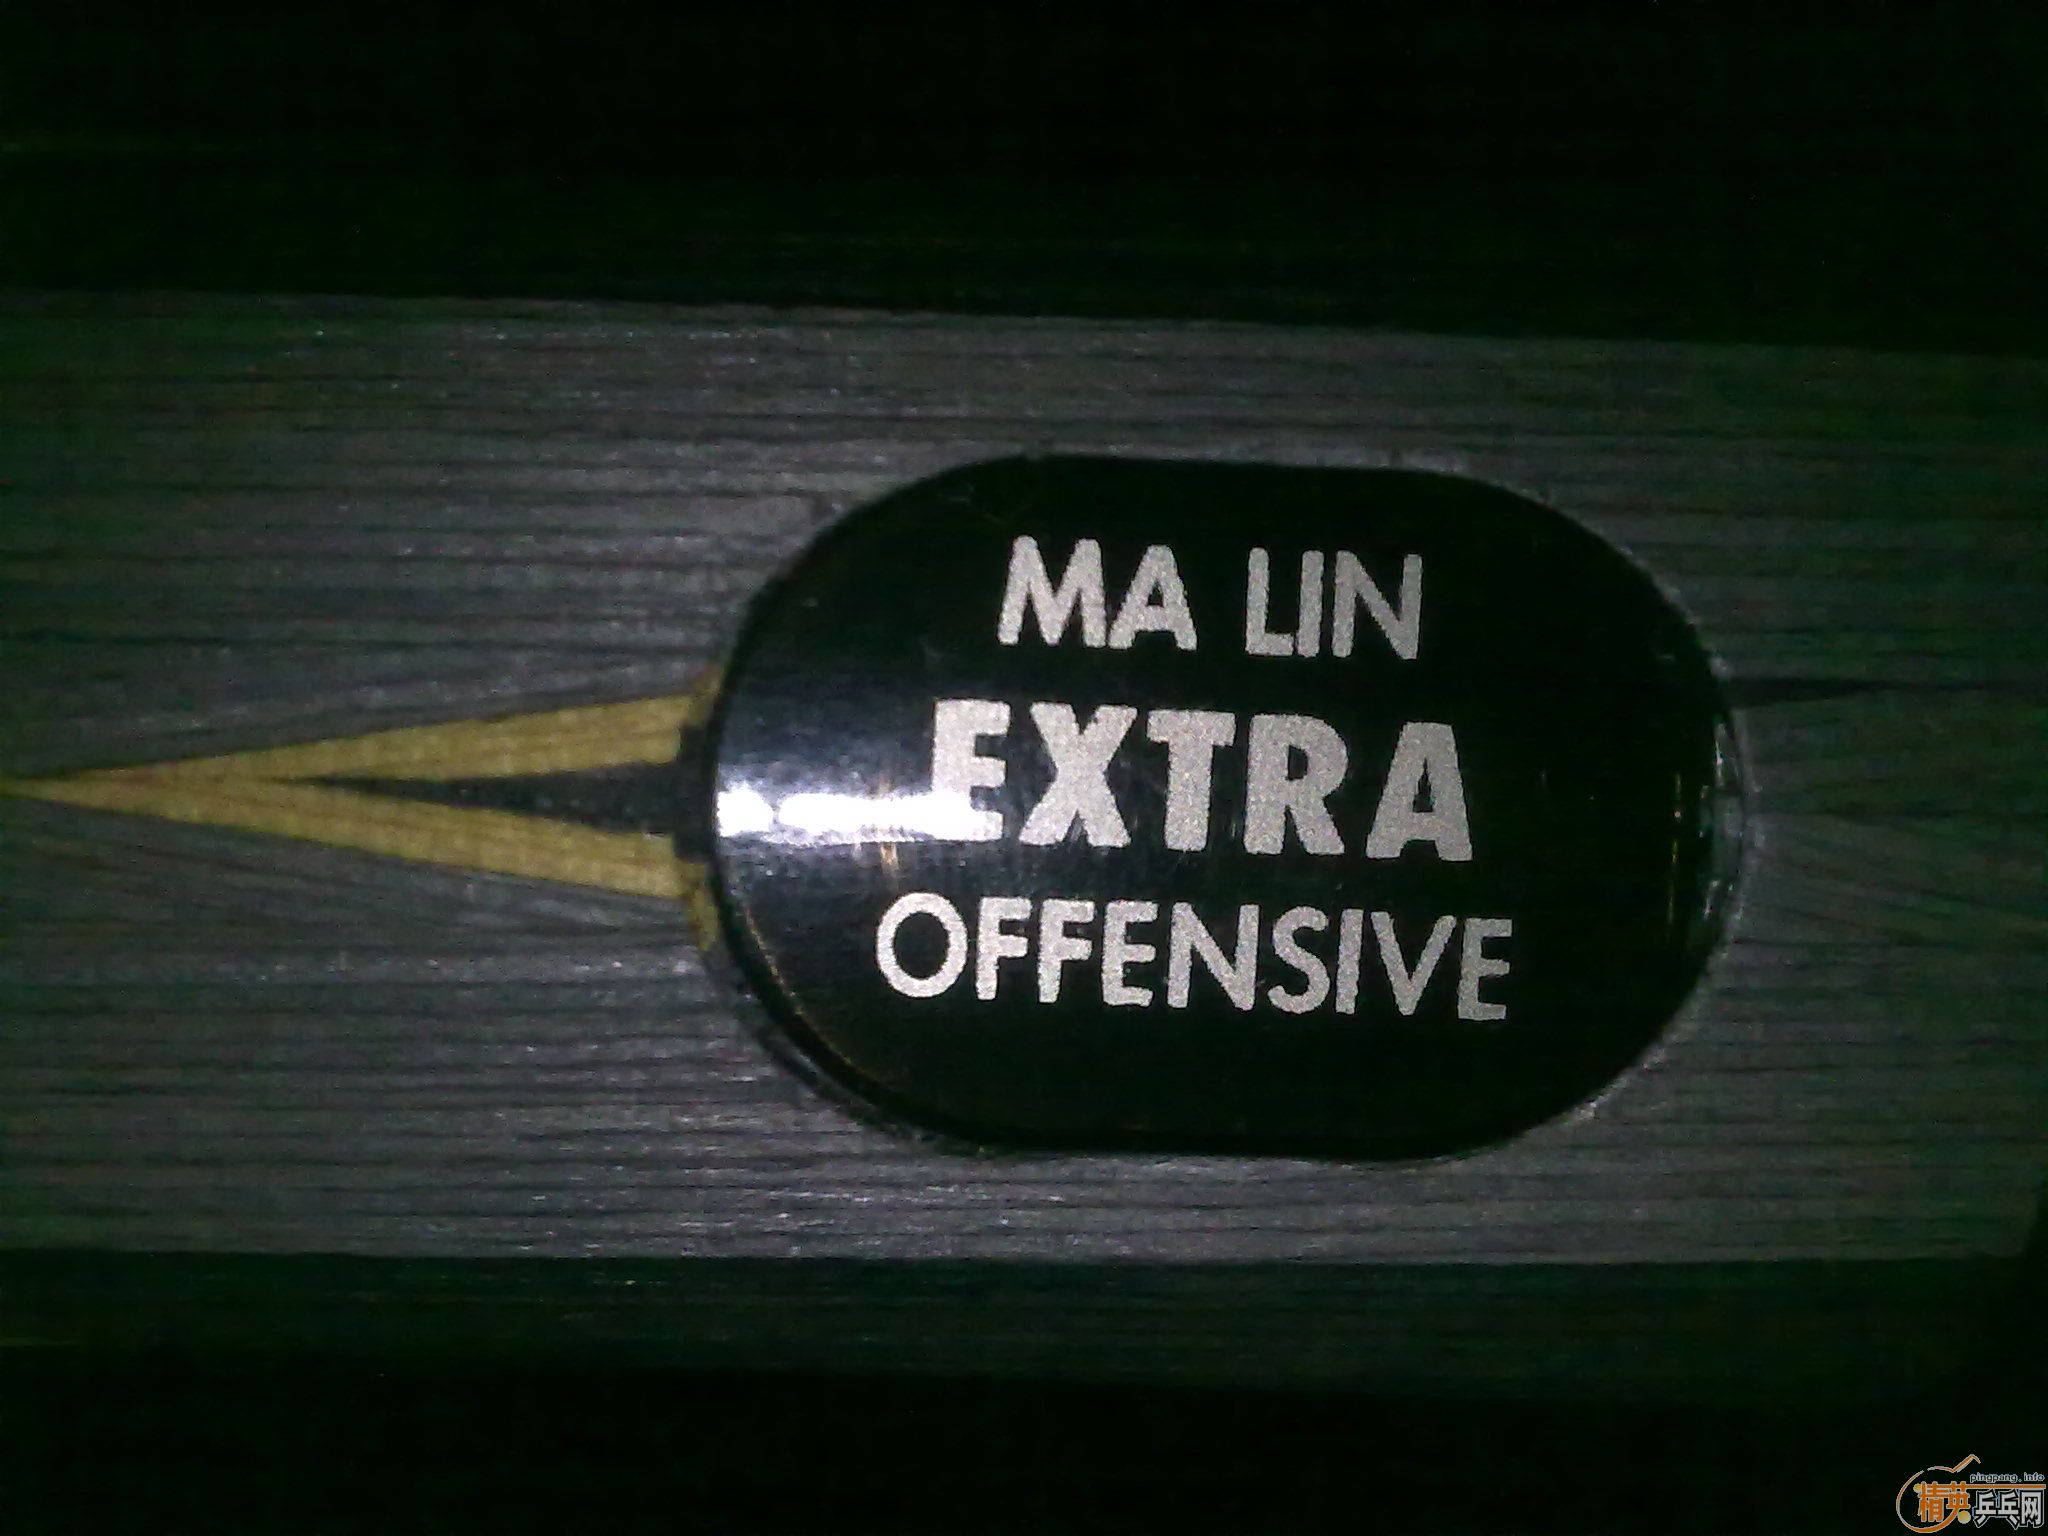 MA LIN
EXTRA
OFFENSIVE
pingpang.info
精英乒乓网